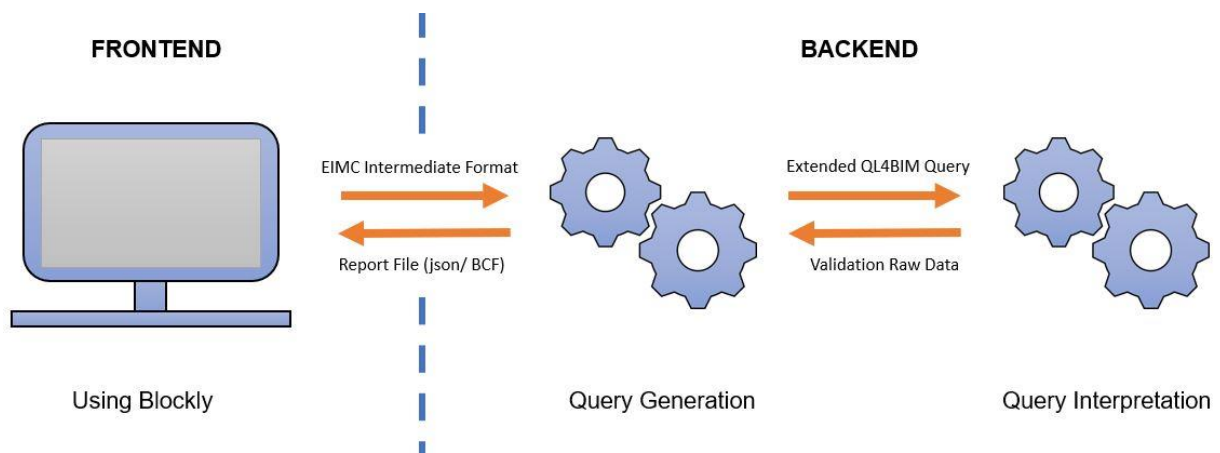 FRONTEND
BACKEND
EIMC Intermediate Format
Extended QL4BIM Query
Report File (json/ BCF)
Validation Raw Data
Using Blockly
Query Generation
Query Interpretation